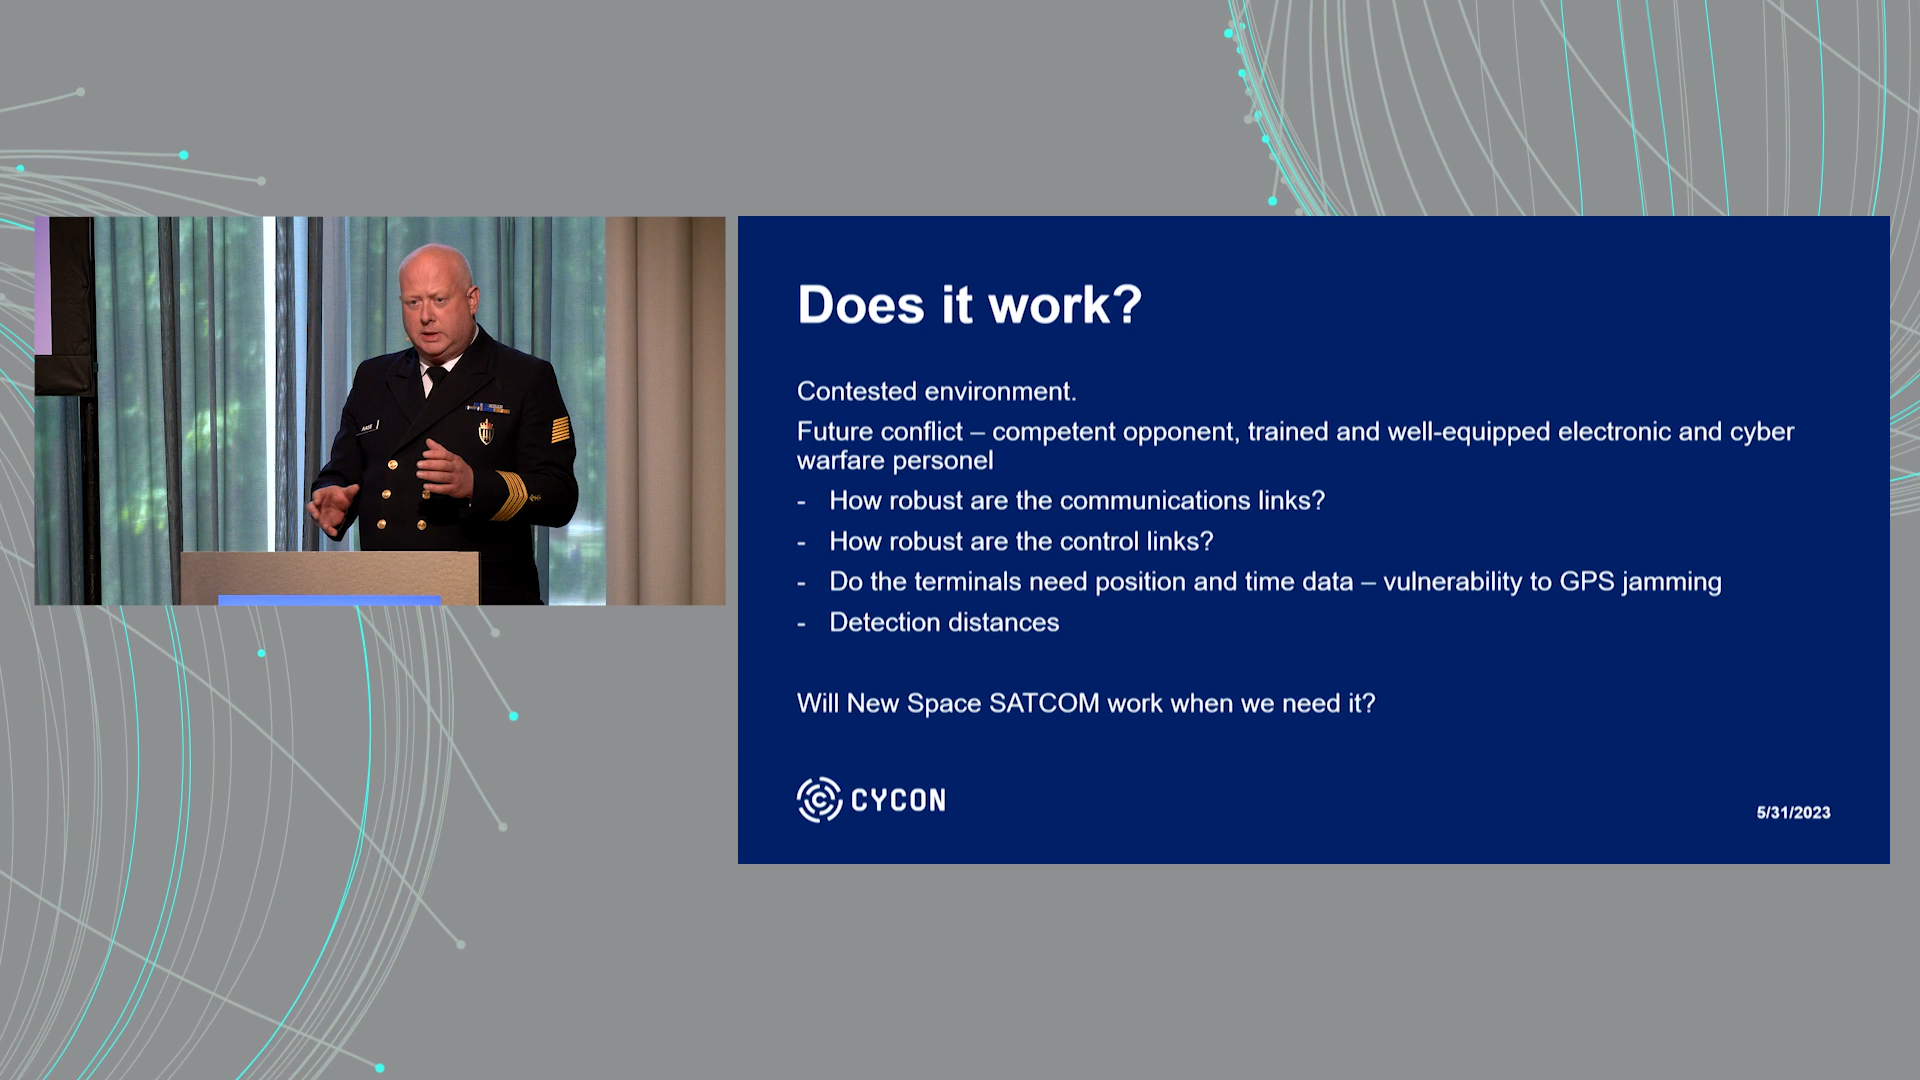 AASE
Does it work?
Contested environment.
Future conflict – competent opponent, trained and well-equipped electronic and cyber
warfare personel
- How robust are the communications links?
- How robust are the control links?
- Do the terminals need position and time data – vulnerability to GPS jamming
- Detection distances
Will New Space SATCOM work when we need it?
CYCON
5/31/2023